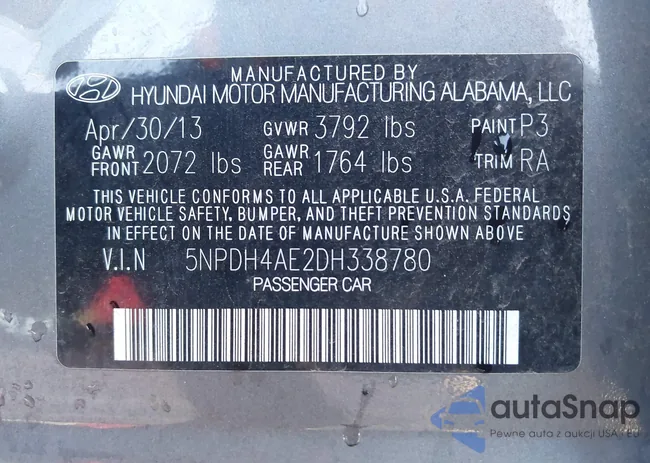 MANUFACTURED BY
HYUNDAI MOTOR MANUFACTURING ALABAMA, LLC
Apr/30/13 GVWR 3792 lbs PAINT P3
GAWR FRONT 2072 lbs GAWR REAR 1764 lbs TRIM RA
THIS VEHICLE CONFORMS TO ALL APPLICABLE U.S.A. FEDERAL
MOTOR VEHICLE SAFETY, BUMPER, AND THEFT PREVENTION STANDARDS
IN EFFECT ON THE DATE OF MANUFACTURE SHOWN ABOVE
V.I.N 5NPDH4AE2DH338780
PASSENGER CAR
autaSnap
Pewne auta z aukcji USA i EU